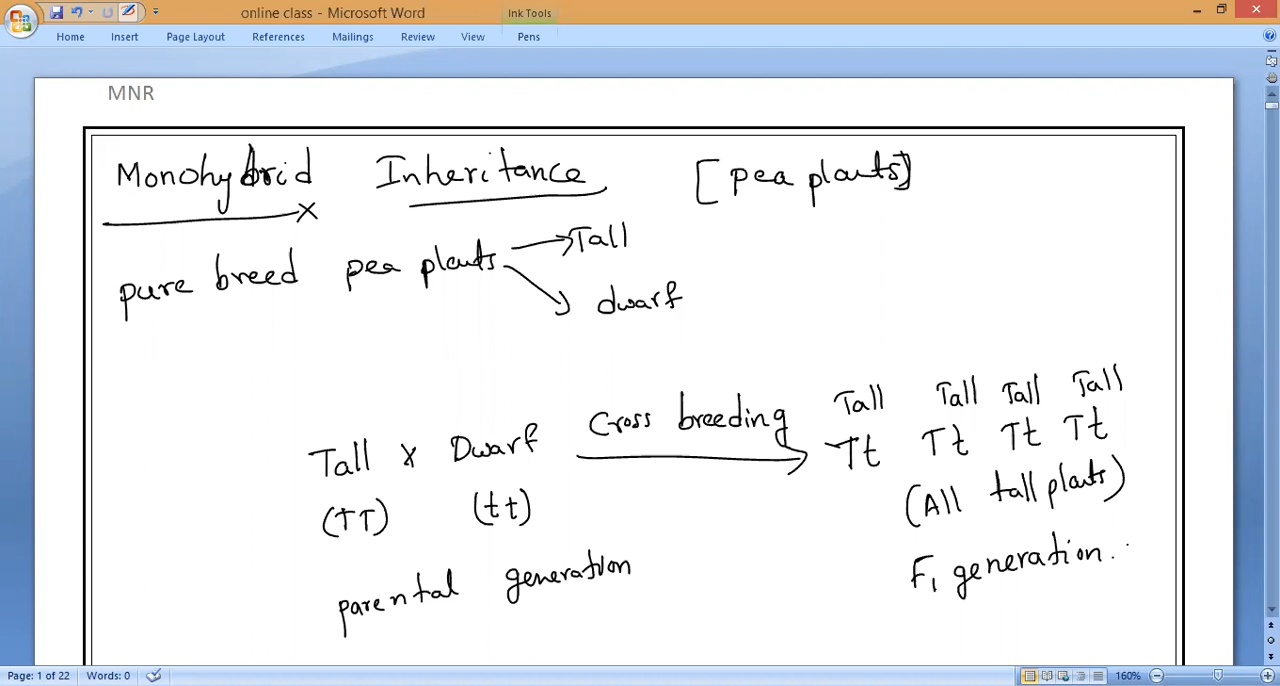 online class - Microsoft Word
Ink Tools
Home Insert Page Layout References Mailings Review View Pens
MNR
Monohybrid Inheritance [pea plants]
pure breed pea plants → Tall
→ dwarf
Tall x Dwarf Cross breeding → Tall Tall Tall Tall
(TT) (tt) Tt Tt Tt Tt
(All tall plants)
parental generation F1 generation.
Page: 1 of 22 Words: 0 160%